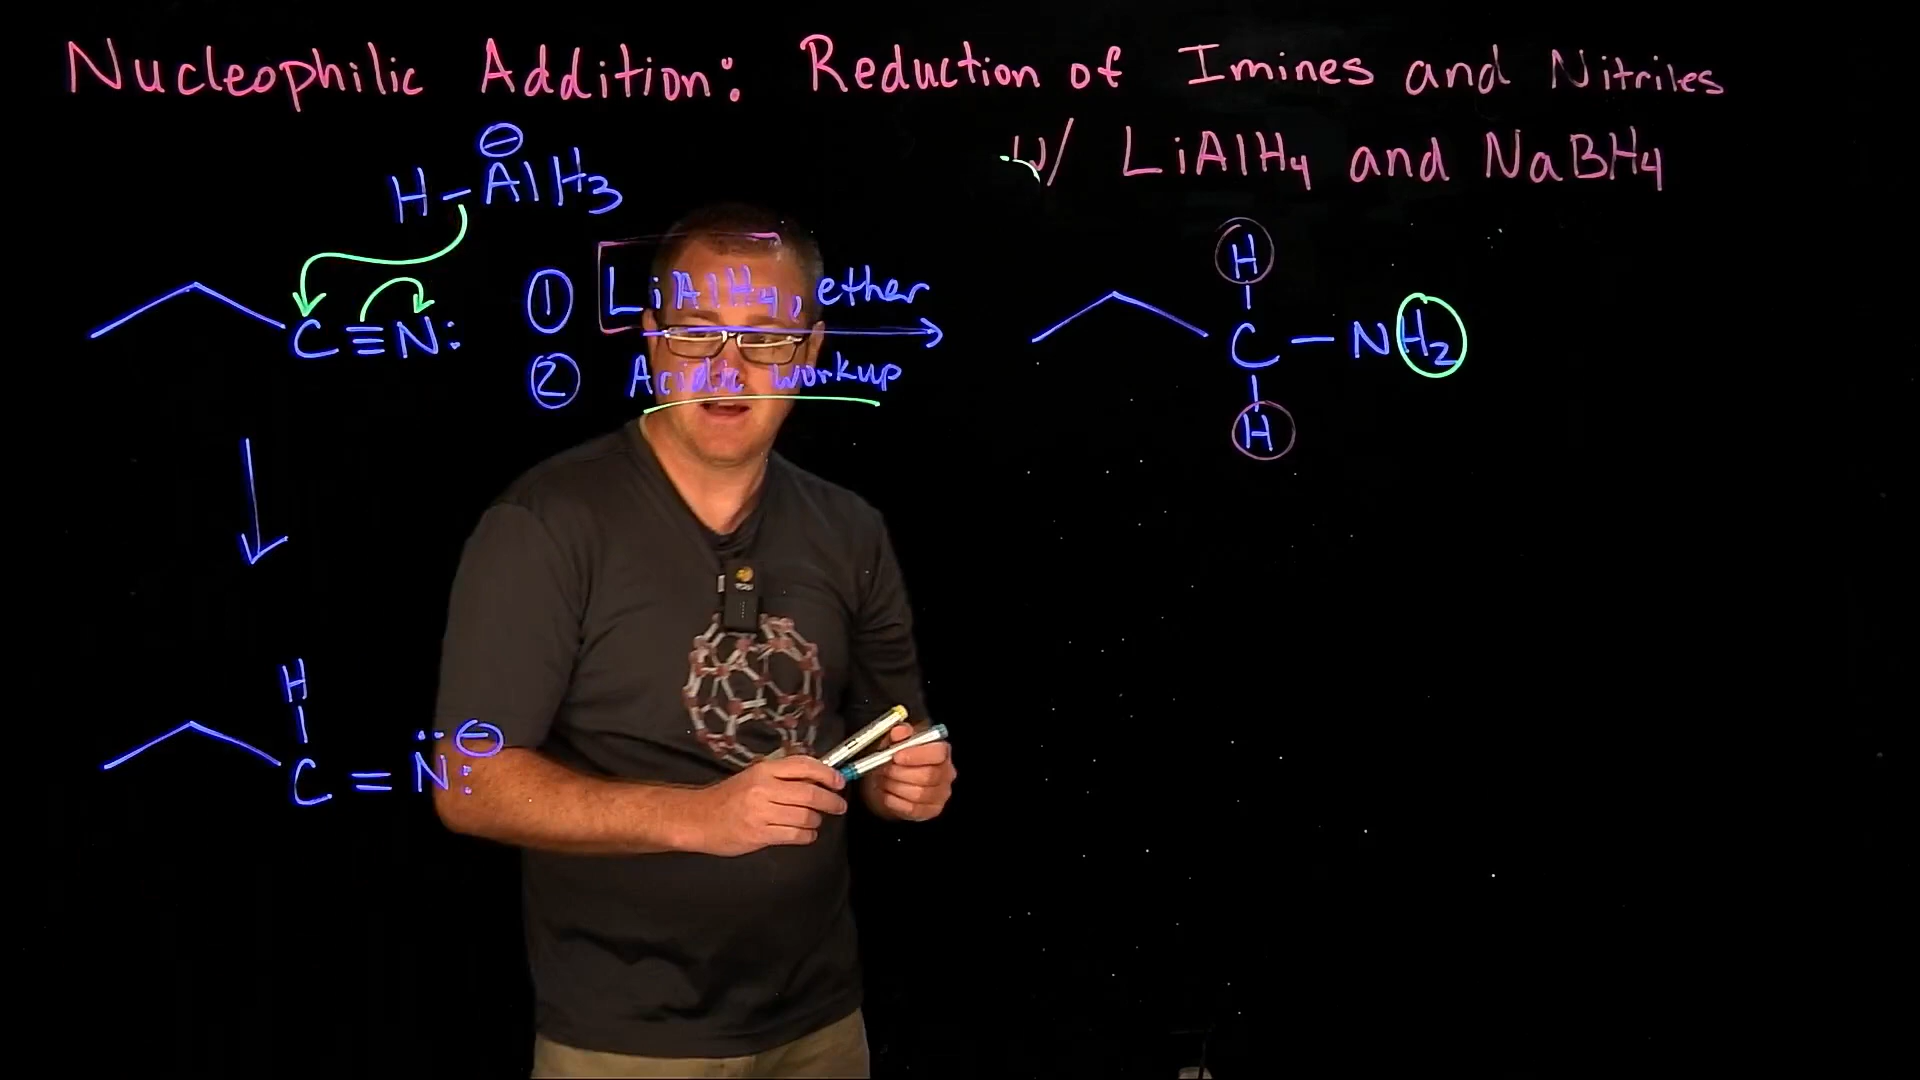 Nucleophilic Addition: Reduction of Imines and Nitriles
w/ LiAlH4 and NaBH4
⊖
H-AlH3
H
① LiAlH4, ether
C≡N:
C-NH2
② Acidic workup
H
H
⊖
C=N: